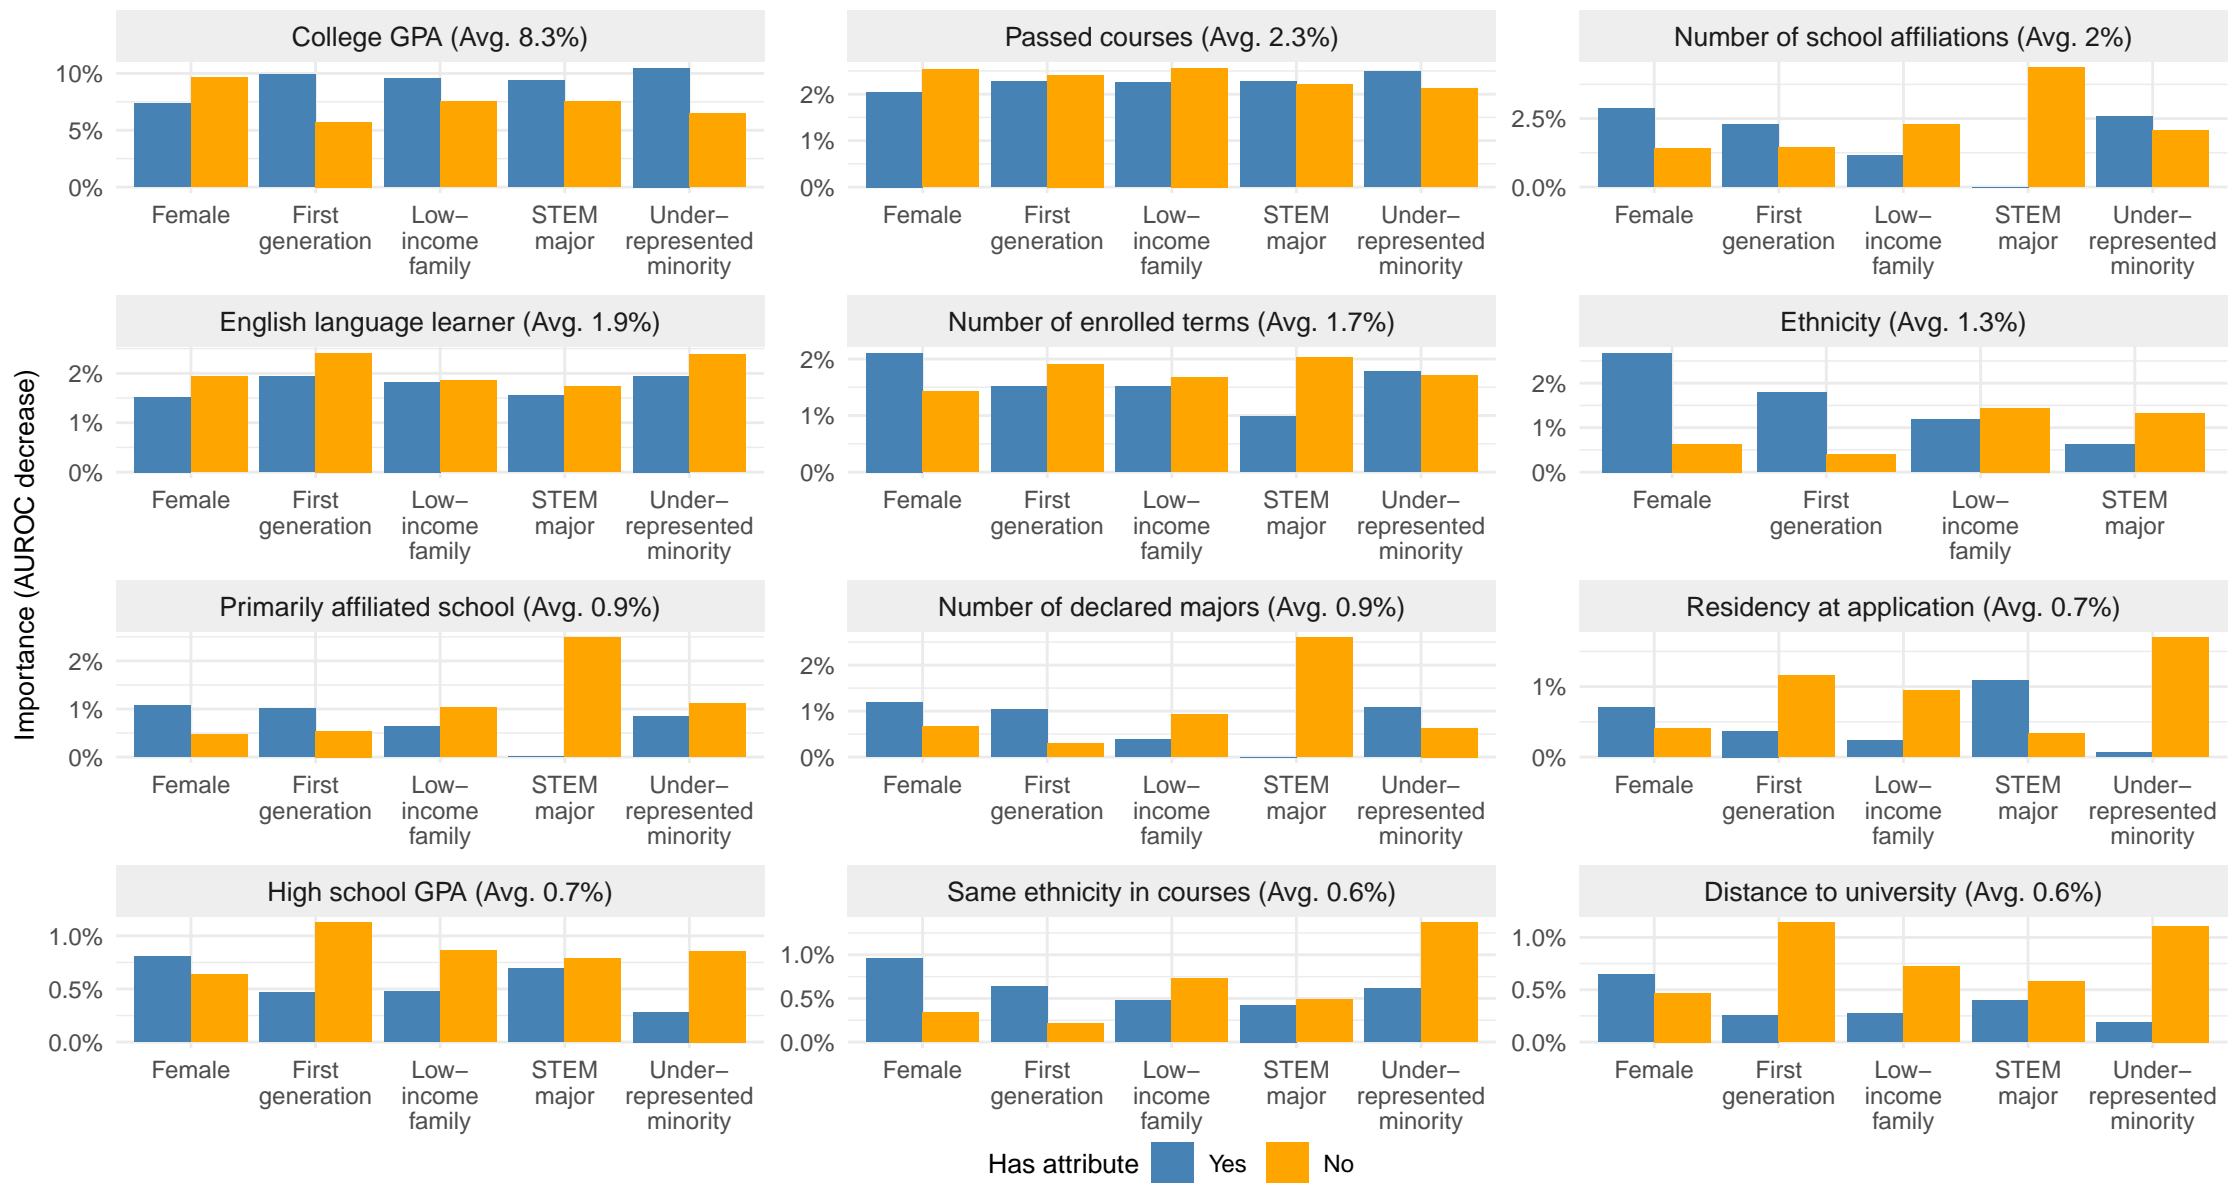 College GPA (Avg. 8.3%)
10%
5%
0%
Female
First
generation
Low−
income
family
STEM
major
Under−
represented
minority
Passed courses (Avg. 2.3%)
2%
1%
0%
Female
First
generation
Low−
income
family
STEM
major
Under−
represented
minority
Number of school affiliations (Avg. 2%)
2.5%
0.0%
Female
First
generation
Low−
income
family
STEM
major
Under−
represented
minority
English language learner (Avg. 1.9%)
2%
1%
0%
Female
First
generation
Low−
income
family
STEM
major
Under−
represented
minority
Number of enrolled terms (Avg. 1.7%)
2%
1%
0%
Female
First
generation
Low−
income
family
STEM
major
Under−
represented
minority
Ethnicity (Avg. 1.3%)
2%
1%
0%
Female
First
generation
Low−
income
family
STEM
major
Importance (AUROC decrease)
Primarily affiliated school (Avg. 0.9%)
2%
1%
0%
Female
First
generation
Low−
income
family
STEM
major
Under−
represented
minority
Number of declared majors (Avg. 0.9%)
2%
1%
0%
Female
First
generation
Low−
income
family
STEM
major
Under−
represented
minority
Residency at application (Avg. 0.7%)
1%
0%
Female
First
generation
Low−
income
family
STEM
major
Under−
represented
minority
High school GPA (Avg. 0.7%)
1.0%
0.5%
0.0%
Female
First
generation
Low−
income
family
STEM
major
Under−
represented
minority
Same ethnicity in courses (Avg. 0.6%)
1.0%
0.5%
0.0%
Female
First
generation
Low−
income
family
STEM
major
Under−
represented
minority
Distance to university (Avg. 0.6%)
1.0%
0.5%
0.0%
Female
First
generation
Low−
income
family
STEM
major
Under−
represented
minority
Has attribute Yes No